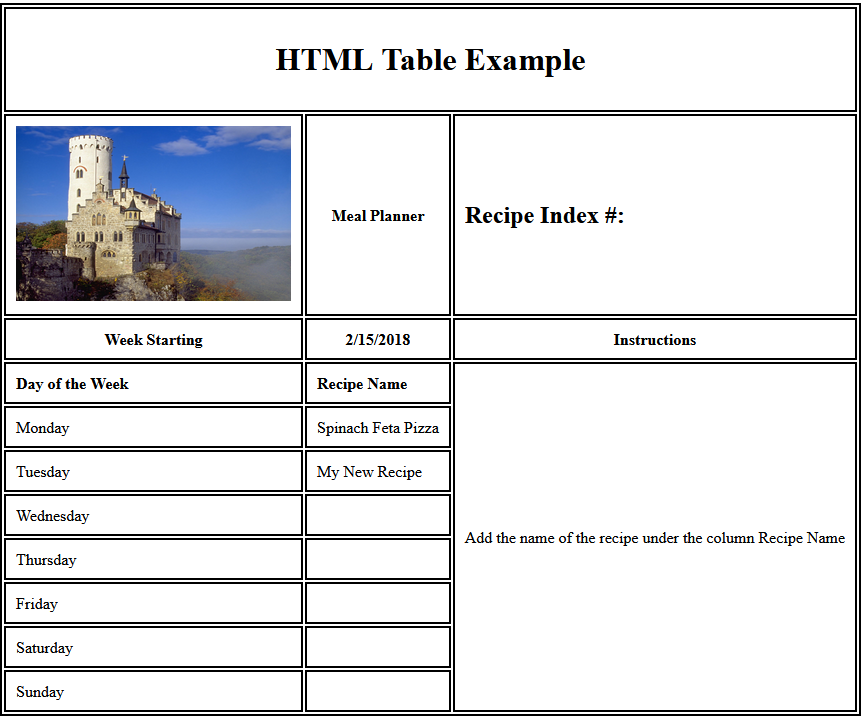 HTML Table Example
Meal Planner
Recipe Index #:
Week Starting
2/15/2018
Instructions
Day of the Week
Recipe Name
Add the name of the recipe under the column Recipe Name
Monday
Spinach Feta Pizza
Tuesday
My New Recipe
Wednesday
Thursday
Friday
Saturday
Sunday